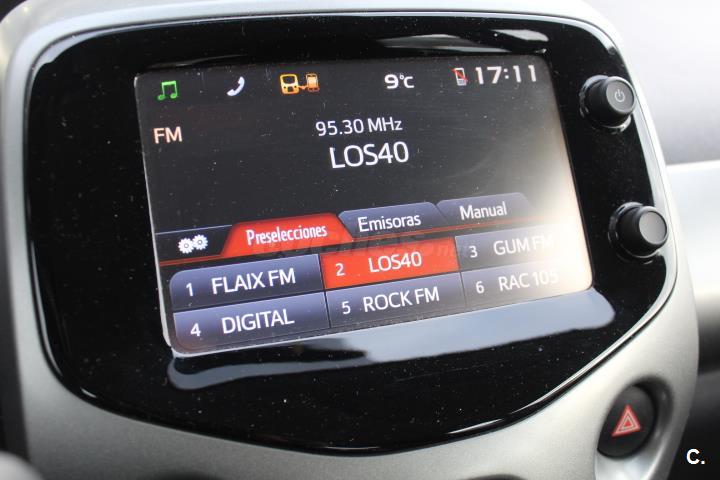 9°C
17:11
FM
95.30 MHz
LOS40
Preselecciones
Emisoras
Manual
1 FLAIX FM
2 LOS40
3 GUM FM
4 DIGITAL
5 ROCK FM
6 RAC 105
C.